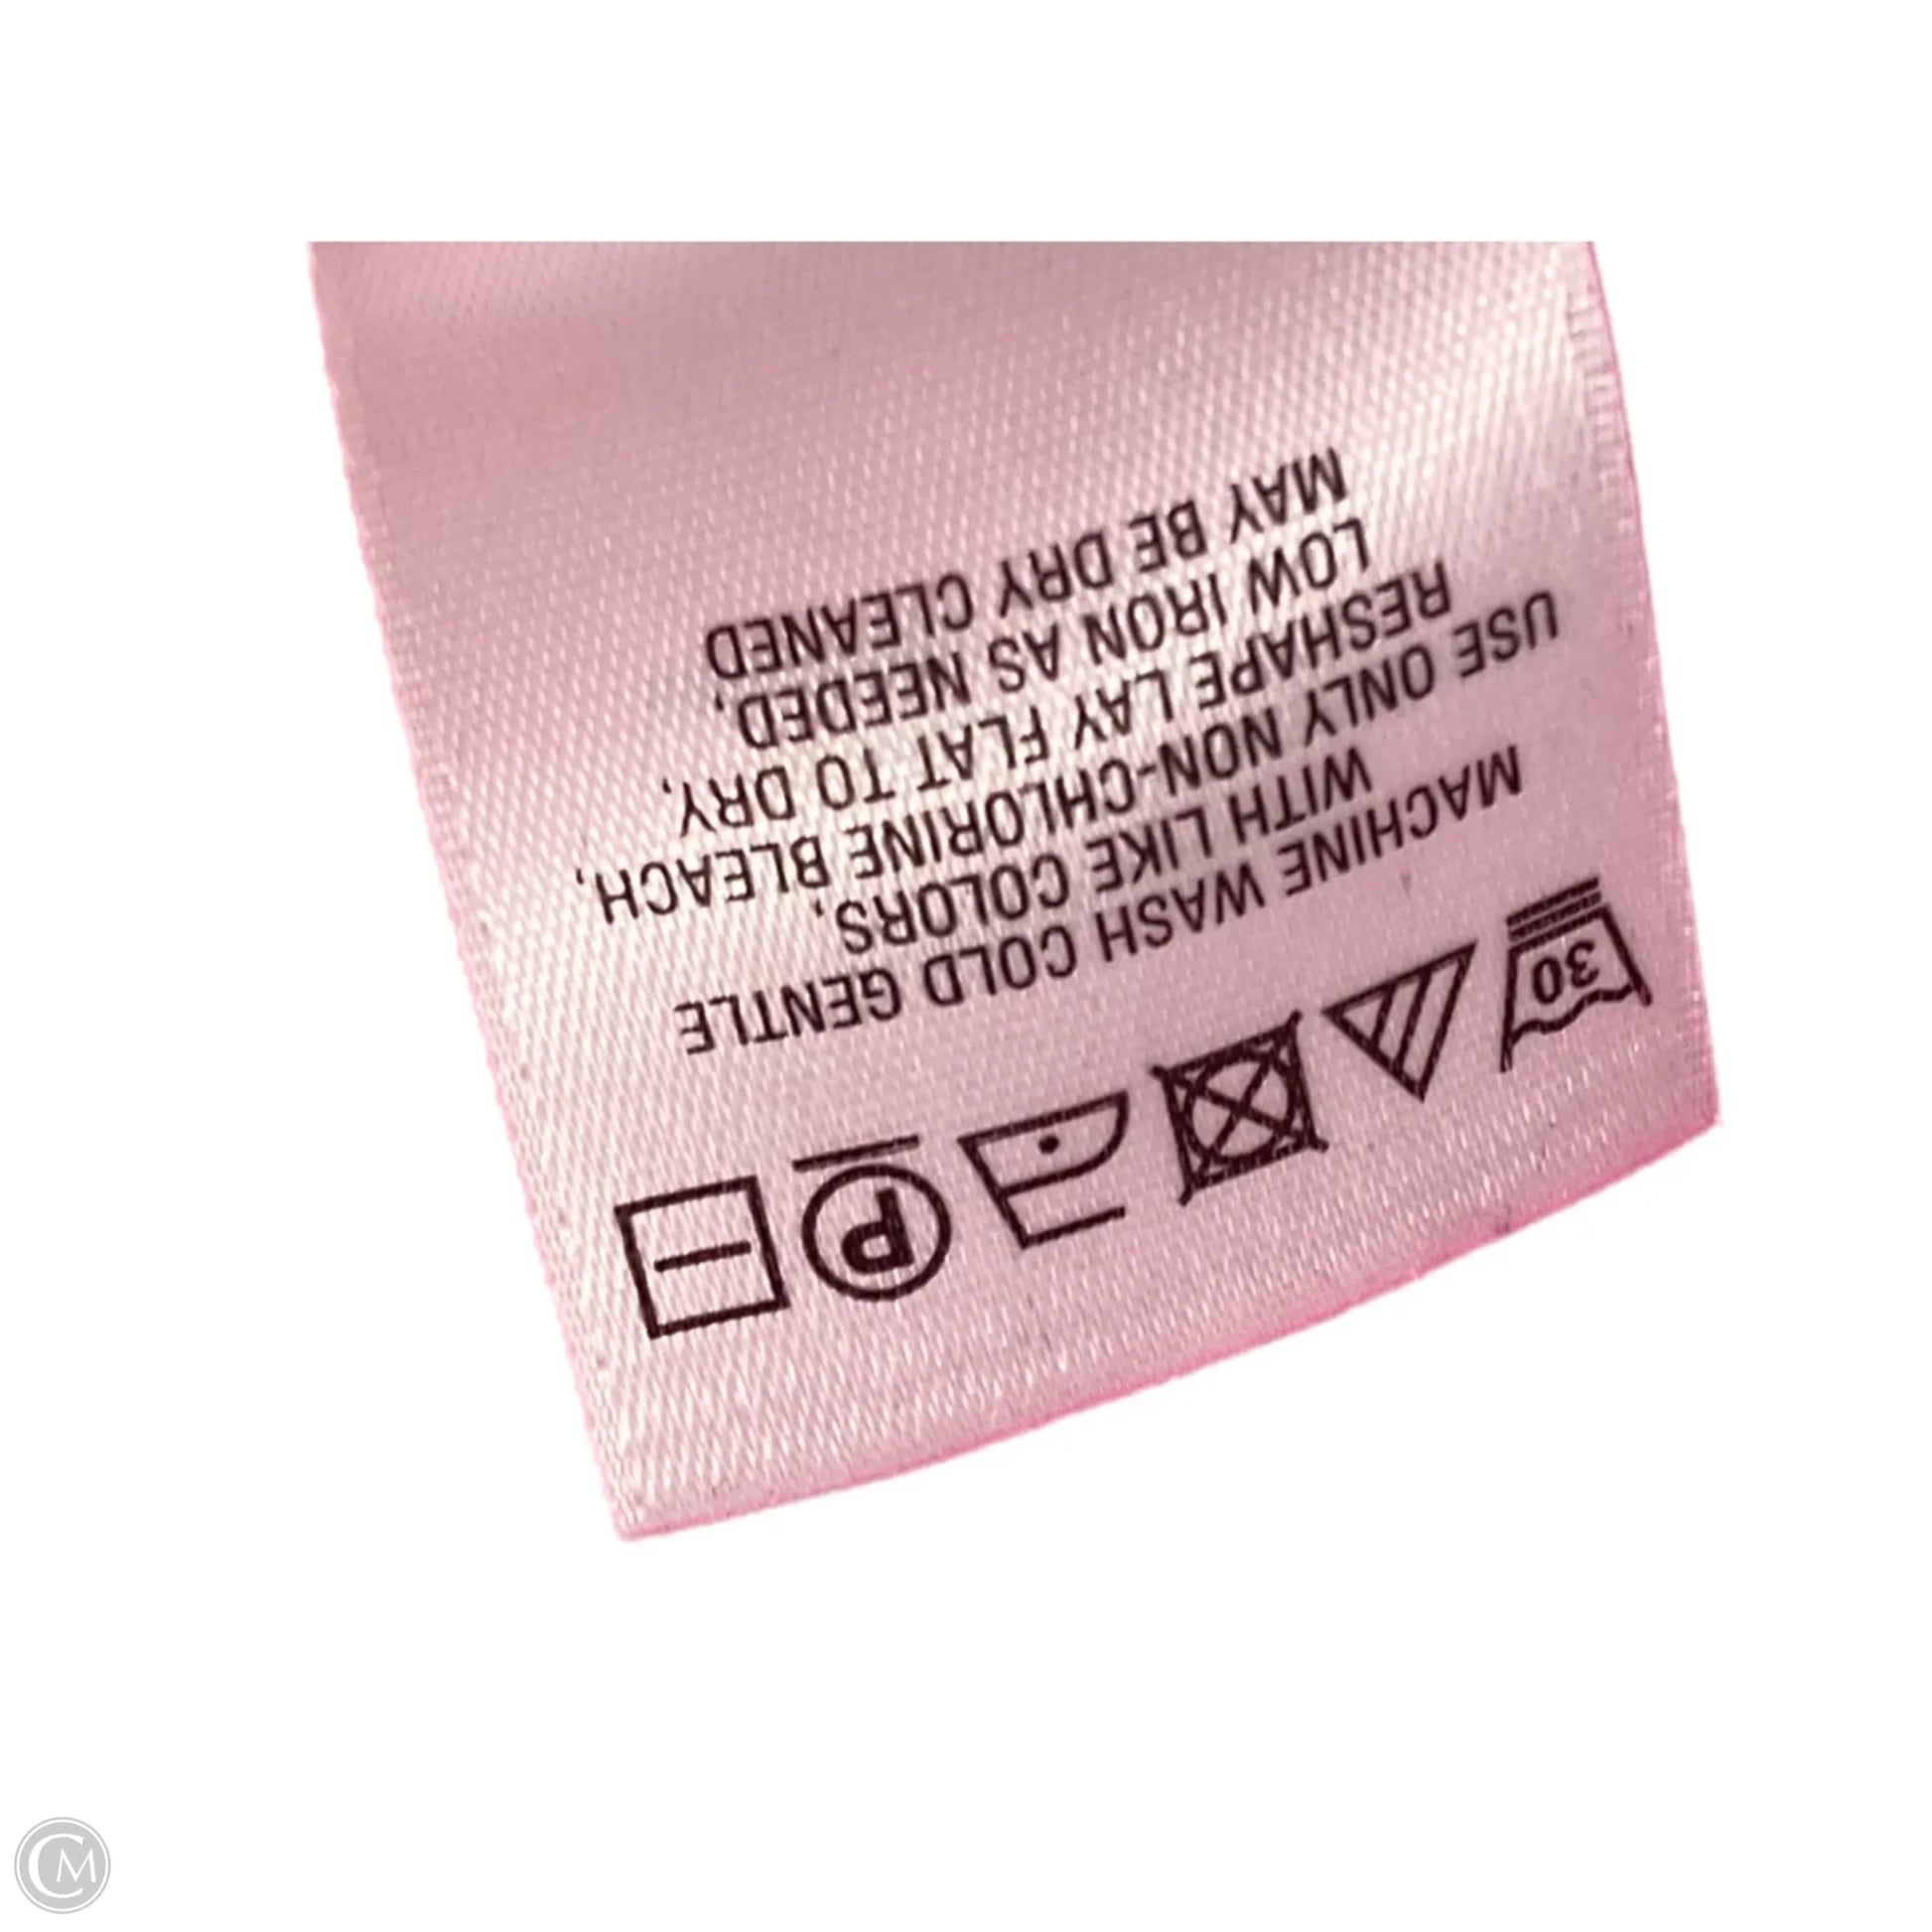 30
P
MACHINE WASH COLD GENTLE
WITH LIKE COLORS,
USE ONLY NON-CHLORINE BLEACH,
RESHAPE LAY FLAT TO DRY,
LOW IRON AS NEEDED,
MAY BE DRY CLEANED
CM